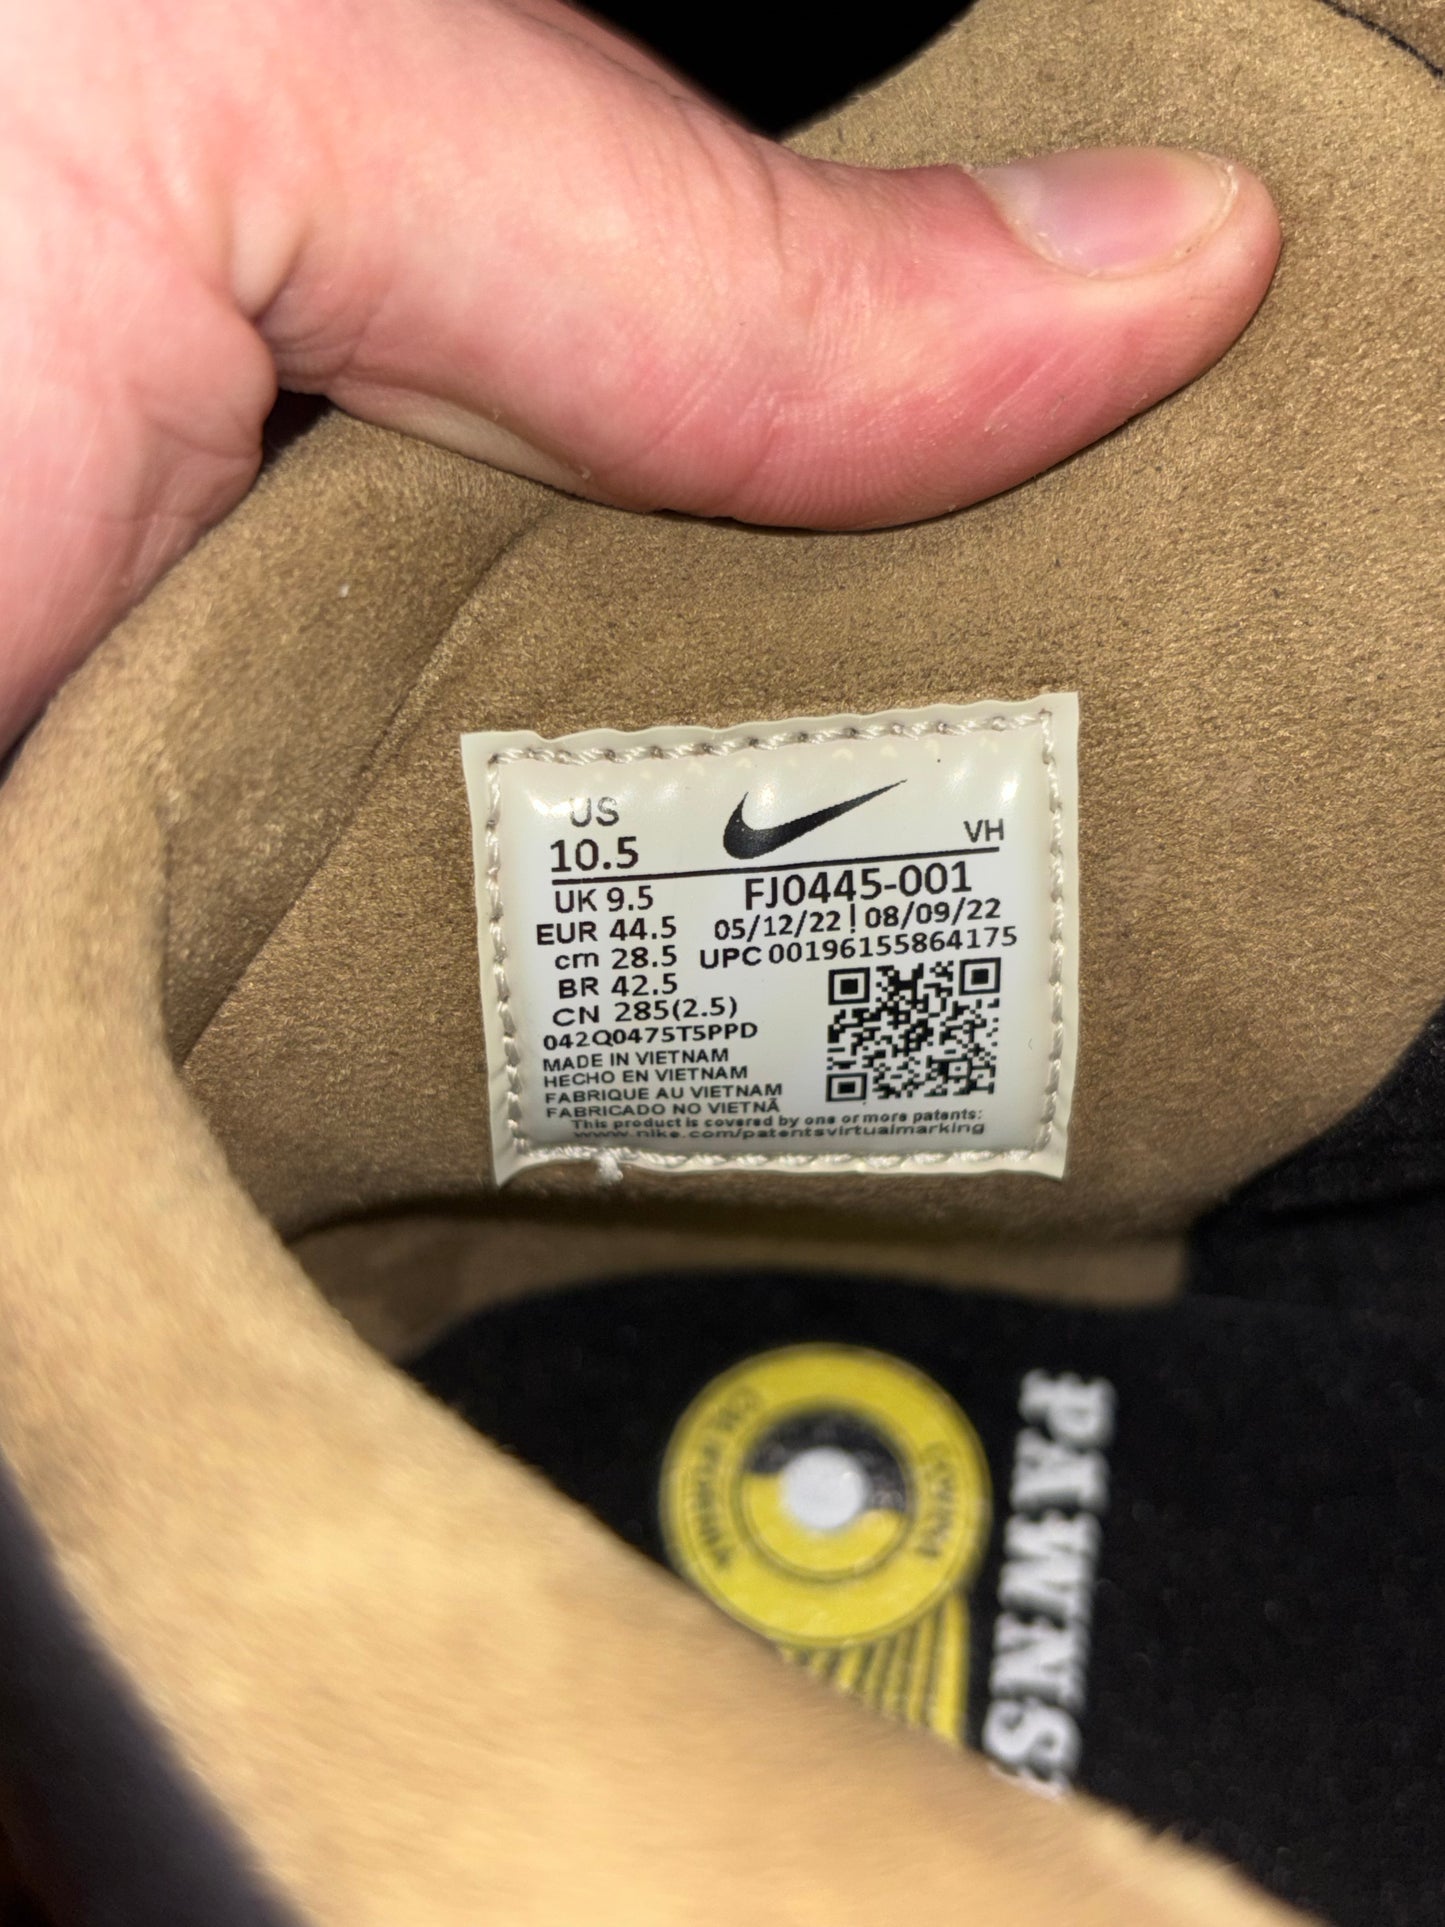 US
10.5
VH
UK 9.5
FJ0445-001
EUR 44.5
05/12/22 | 08/09/22
cm 28.5
UPC 00196155864175
BR 42.5
CN 285(2.5)
042Q0475T5PPD
MADE IN VIETNAM
HECHO EN VIETNAM
FABRIQUE AU VIETNAM
FABRICADO NO VIETNÃ
This product is covered by one or more patents:
www.nike.com/patentsvirtualmarking
PAWNS